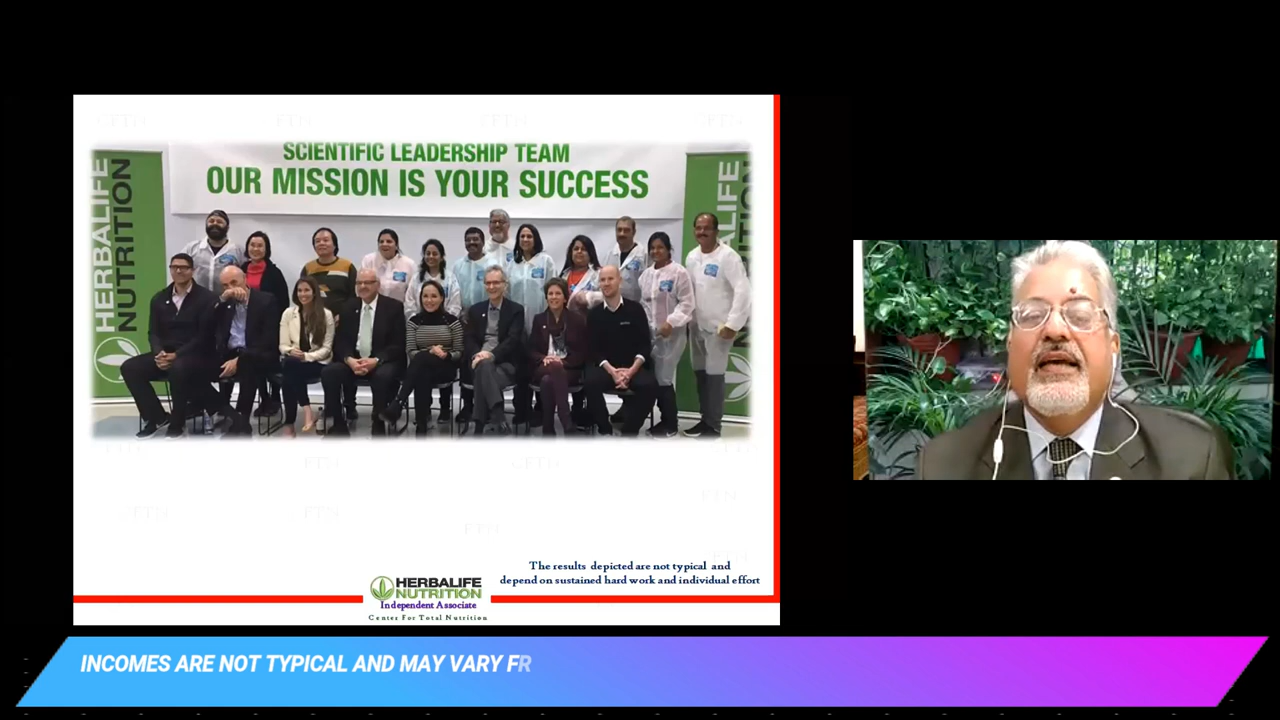 CFTN
SCIENTIFIC LEADERSHIP TEAM
OUR MISSION IS YOUR SUCCESS
HERBALIFE
NUTRITION
HERBALIFE
NUTRITION
CFTN
The results depicted are not typical and
depend on sustained hard work and individual effort
HERBALIFE
NUTRITION
Independent Associate
Center For Total Nutrition
INCOMES ARE NOT TYPICAL AND MAY VARY FR